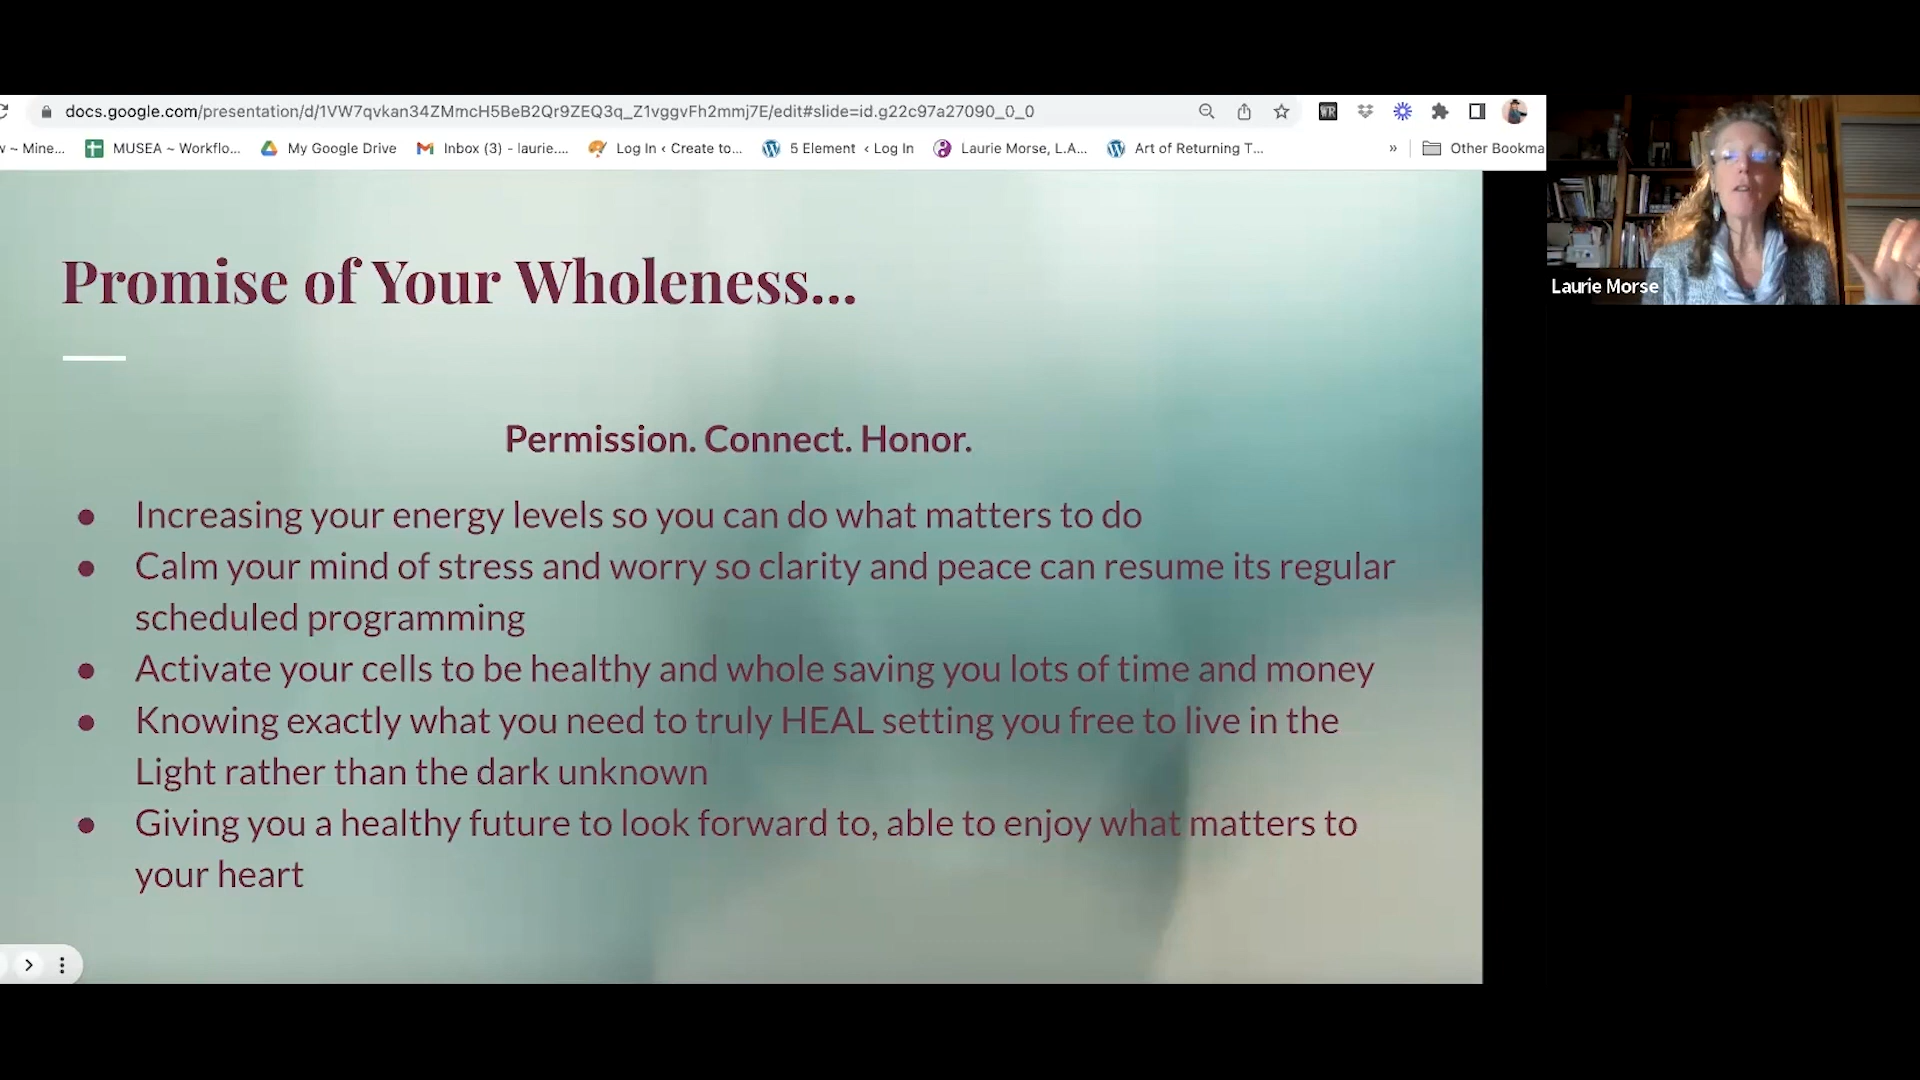 docs.google.com/presentation/d/1VW7qvkan34ZMmcH5BeB2Qr9ZEQ3q_Z1vggvFh2mmj7E/edit#slide=id.g22c97a27090_0_0
WR
~ Mine... MUSEA ~ Workflo... My Google Drive Inbox (3) - laurie.... Log In ‹ Create to... 5 Element ‹ Log In Laurie Morse, L.A... Art of Returning T... » Other Bookma
Promise of Your Wholeness...
Permission. Connect. Honor.
● Increasing your energy levels so you can do what matters to do
● Calm your mind of stress and worry so clarity and peace can resume its regular
scheduled programming
● Activate your cells to be healthy and whole saving you lots of time and money
● Knowing exactly what you need to truly HEAL setting you free to live in the
Light rather than the dark unknown
● Giving you a healthy future to look forward to, able to enjoy what matters to
your heart
Laurie Morse